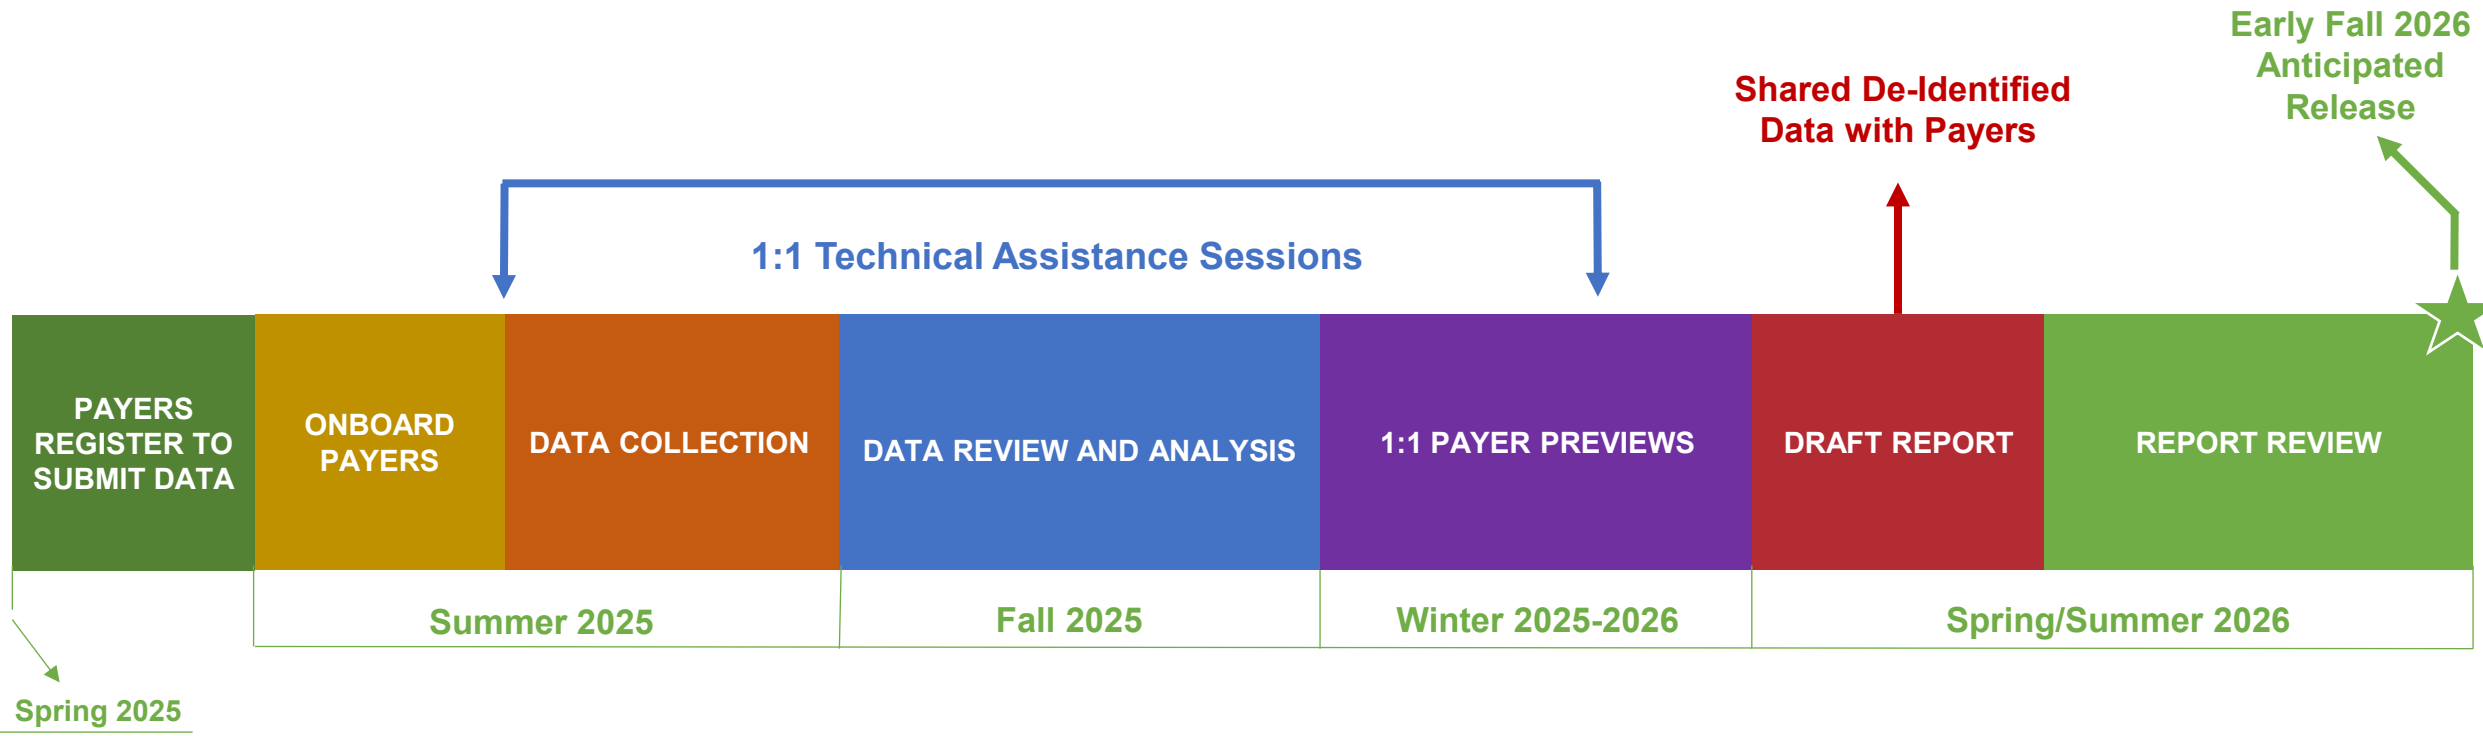 Early Fall 2026
Anticipated
Release
Shared De-Identified
Data with Payers
1:1 Technical Assistance Sessions
PAYERS
REGISTER TO
SUBMIT DATA
ONBOARD
PAYERS
DATA COLLECTION
DATA REVIEW AND ANALYSIS
1:1 PAYER PREVIEWS
DRAFT REPORT
REPORT REVIEW
Summer 2025
Fall 2025
Winter 2025-2026
Spring/Summer 2026
Spring 2025